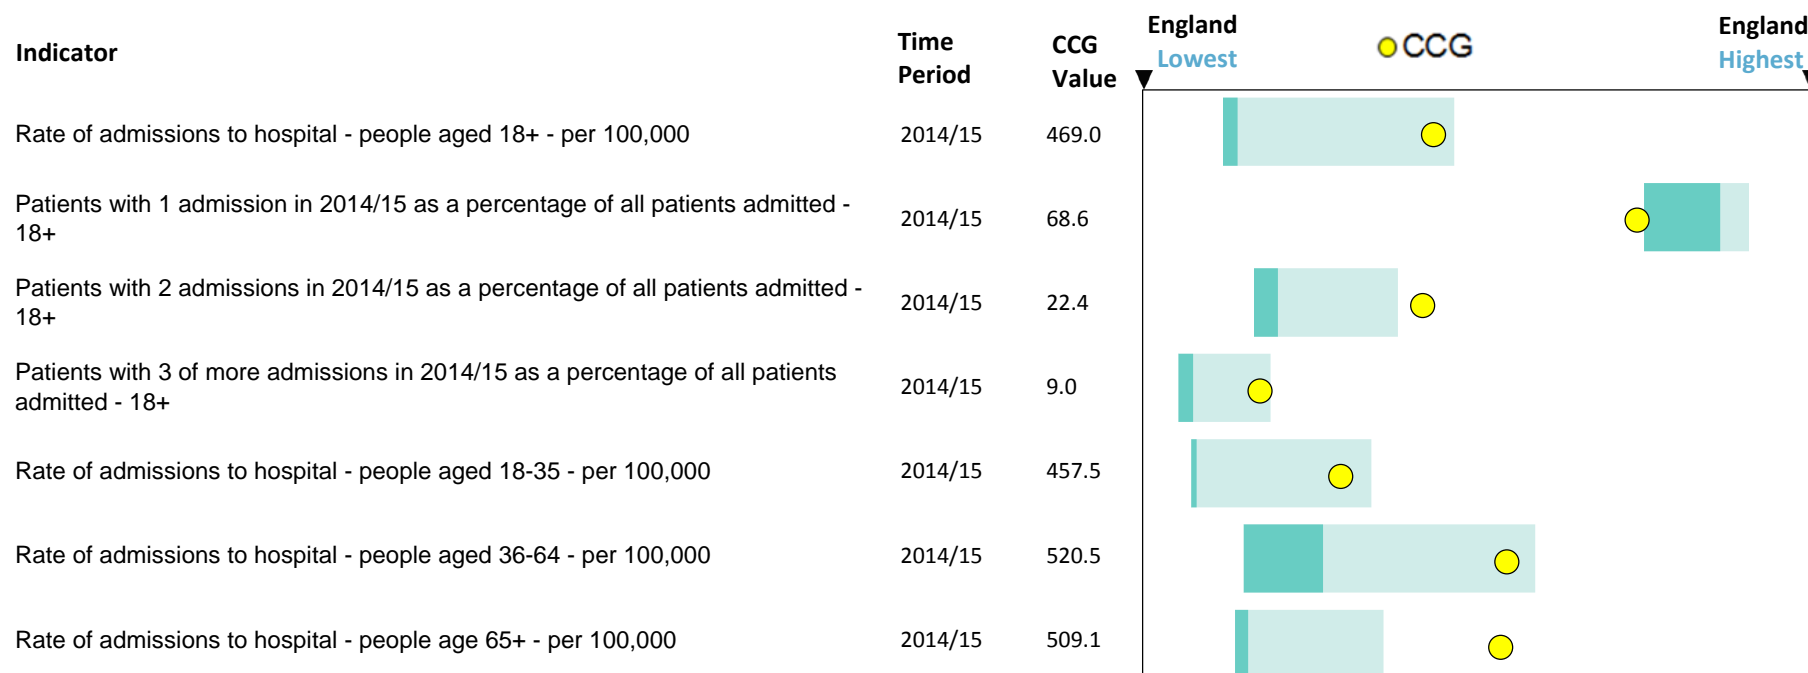 Indicator
Time
Period
CCG
Value
England
Lowest
CCG
England
Highest
Rate of admissions to hospital - people aged 18+ - per 100,000
2014/15
469.0
Patients with 1 admission in 2014/15 as a percentage of all patients admitted -
18+
2014/15
68.6
Patients with 2 admissions in 2014/15 as a percentage of all patients admitted -
18+
2014/15
22.4
Patients with 3 of more admissions in 2014/15 as a percentage of all patients
admitted - 18+
2014/15
9.0
Rate of admissions to hospital - people aged 18-35 - per 100,000
2014/15
457.5
Rate of admissions to hospital - people aged 36-64 - per 100,000
2014/15
520.5
Rate of admissions to hospital - people age 65+ - per 100,000
2014/15
509.1